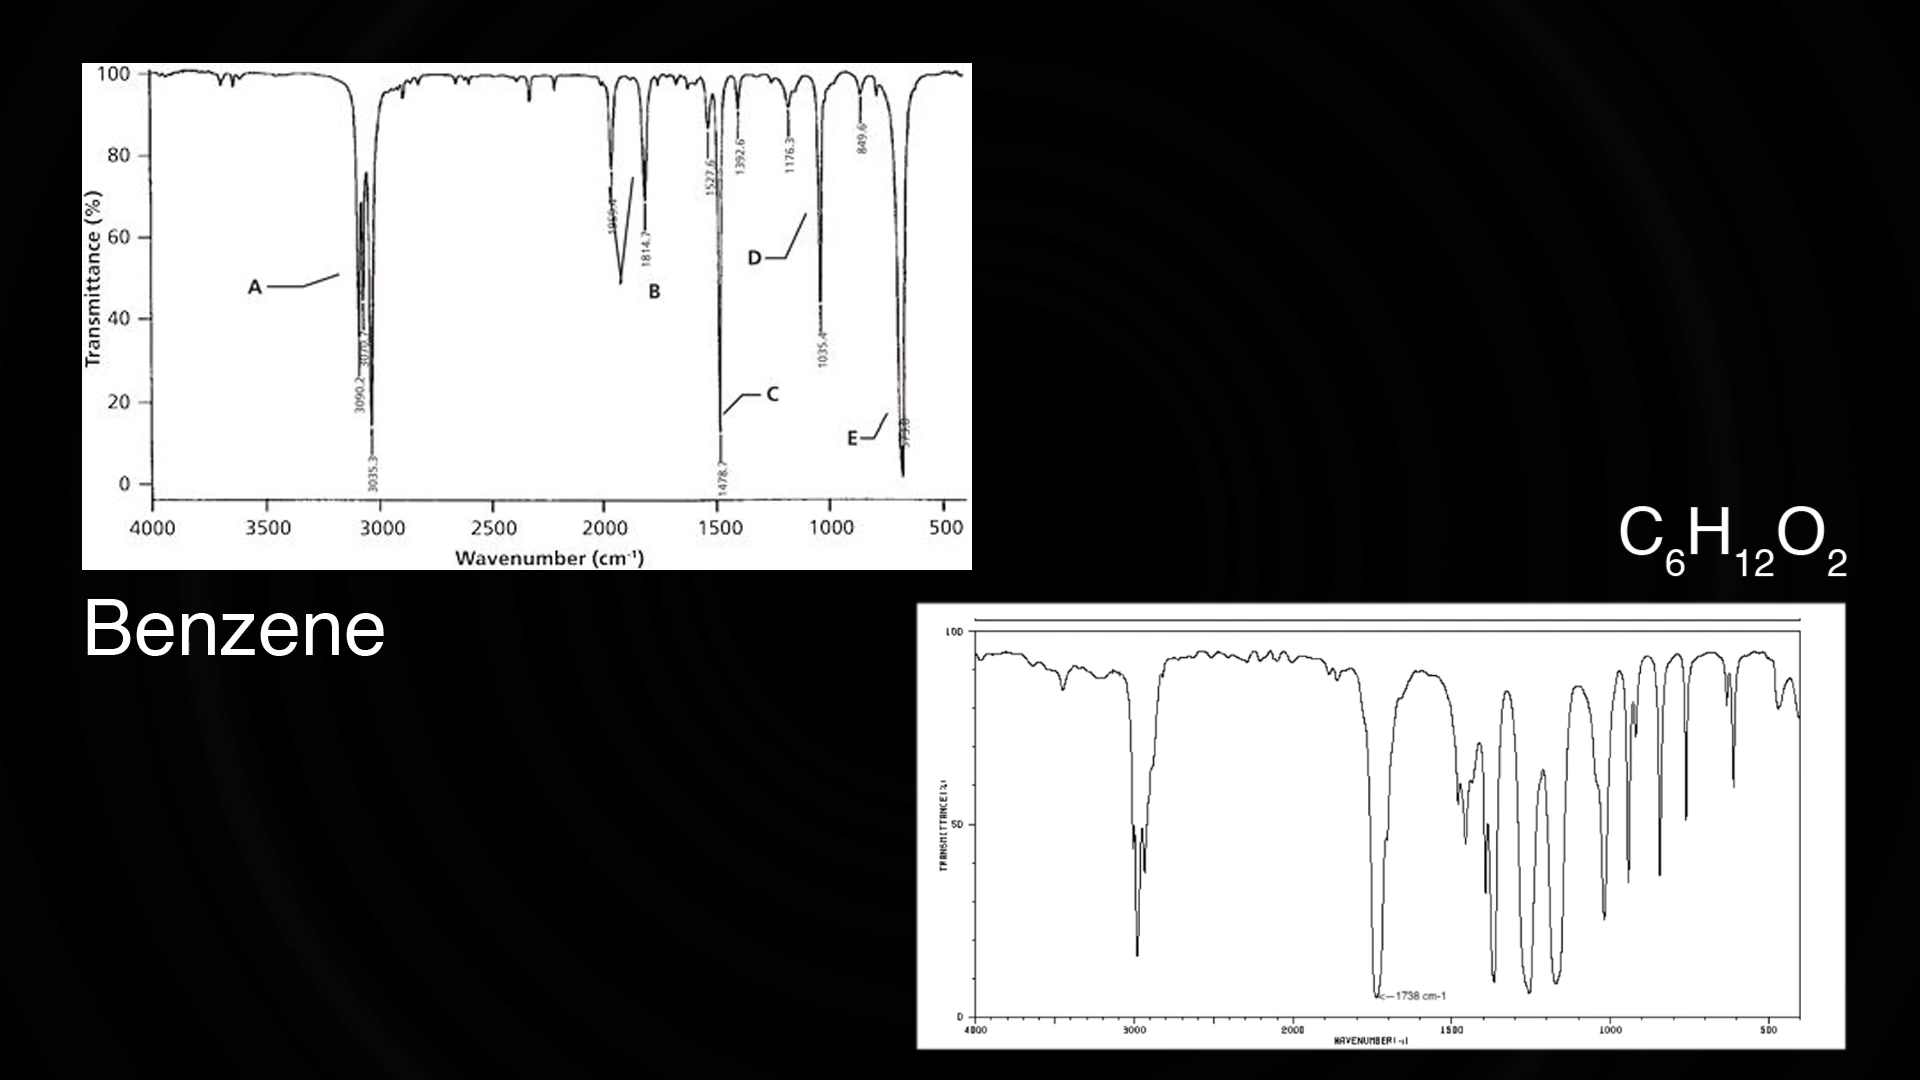 100
80
60
40
20
0
Transmittance (%)
A
B
C
D
E
3090.2
3070.7
3035.3
1814.7
1527.6
1478.7
1392.6
1176.3
1035.4
849.6
4000 3500 3000 2500 2000 1500 1000 500
Wavenumber (cm⁻¹)
Benzene
C₆H₁₂O₂
100
50
0
TRANSMITTANCE(%)
<—1738 cm-1
4000 3000 2000 1500 1000 500